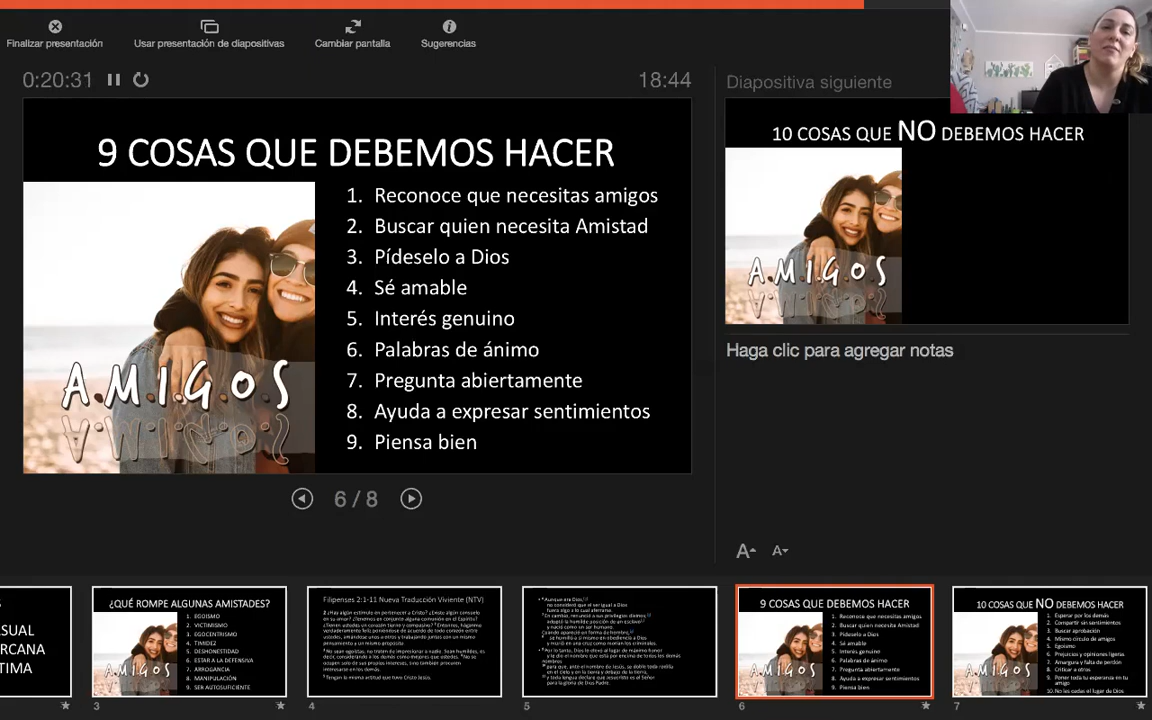 Finalizar presentación
Usar presentación de diapositivas
Cambiar pantalla
Sugerencias
0:20:31
18:44
Diapositiva siguiente
9 COSAS QUE DEBEMOS HACER
1. Reconoce que necesitas amigos
2. Buscar quien necesita Amistad
3. Pídeselo a Dios
4. Sé amable
5. Interés genuino
6. Palabras de ánimo
7. Pregunta abiertamente
8. Ayuda a expresar sentimientos
9. Piensa bien
A.M.I.G.O.S
10 COSAS QUE NO DEBEMOS HACER
A.M.I.G.O.S
Haga clic para agregar notas
6 / 8
A
A
SUAL
ERCANA
TIMA
¿QUÉ ROMPE ALGUNAS AMISTADES?
1. EGOISMO
2. VICTIMISMO
3. EGOCENTRISMO
4. TIMIDEZ
5. DESHONESTIDAD
6. ESTAR A LA DEFENSIVA
7. ARROGANCIA
8. MANIPULACIÓN
9. SER AUTOSUFICIENTE
3
Filipenses 2:1-11 Nueva Traducción Viviente (NTV)
4
5
9 COSAS QUE DEBEMOS HACER
1. Reconoce que necesitas amigos
2. Buscar quien necesita Amistad
3. Pídeselo a Dios
4. Sé amable
5. Interés genuino
6. Palabras de ánimo
7. Pregunta abiertamente
8. Ayuda a expresar sentimientos
9. Piensa bien
6
10 COSAS QUE NO DEBEMOS HACER
1. Esperar por los demás
2. Compartir sin sentimientos
3. Buscar aprobación
4. Mismo círculo de amigos
5. Egoísmo
6. Prejuicios y opiniones ligeras
7. Amargura y falta de perdón
8. Criticar a otros
9. Poner toda tu esperanza en tu
amigo
10. No les cedas el lugar de Dios
7